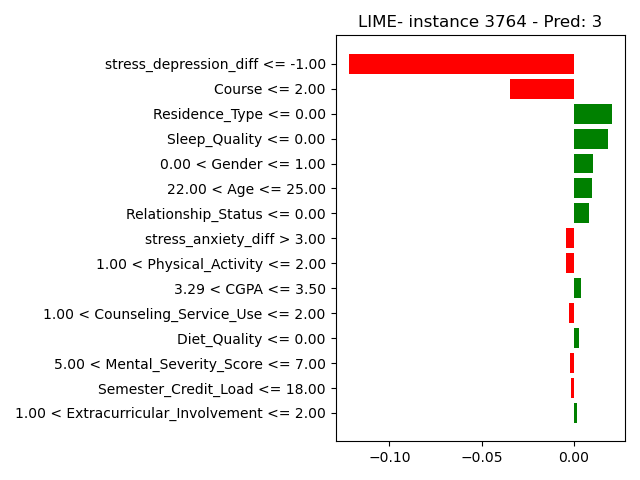 LIME- instance 3764 - Pred: 3
stress_depression_diff <= -1.00
Course <= 2.00
Residence_Type <= 0.00
Sleep_Quality <= 0.00
0.00 < Gender <= 1.00
22.00 < Age <= 25.00
Relationship_Status <= 0.00
stress_anxiety_diff > 3.00
1.00 < Physical_Activity <= 2.00
3.29 < CGPA <= 3.50
1.00 < Counseling_Service_Use <= 2.00
Diet_Quality <= 0.00
5.00 < Mental_Severity_Score <= 7.00
Semester_Credit_Load <= 18.00
1.00 < Extracurricular_Involvement <= 2.00
−0.10 −0.05 0.00